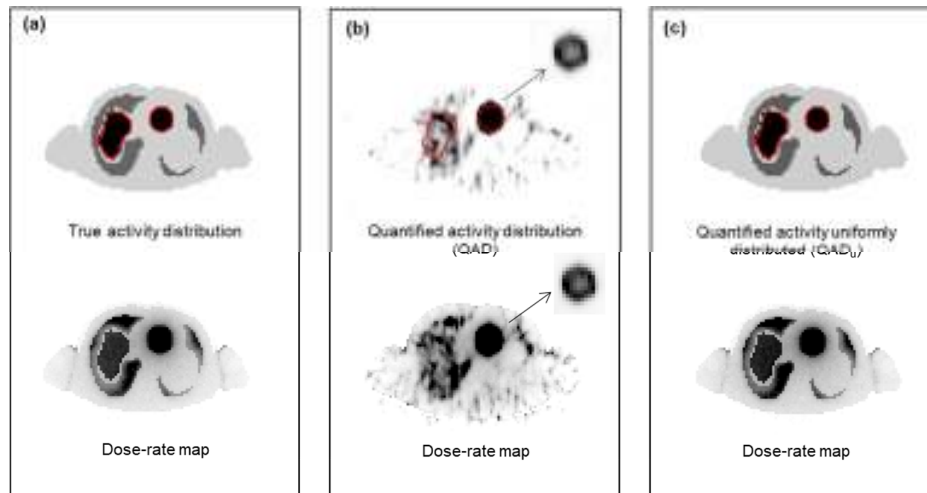 (a)
True activity distribution
Dose-rate map
(b)
Quantified activity distribution
(QAD)
Dose-rate map
(c)
Quantified activity uniformly
distributed (QADu)
Dose-rate map